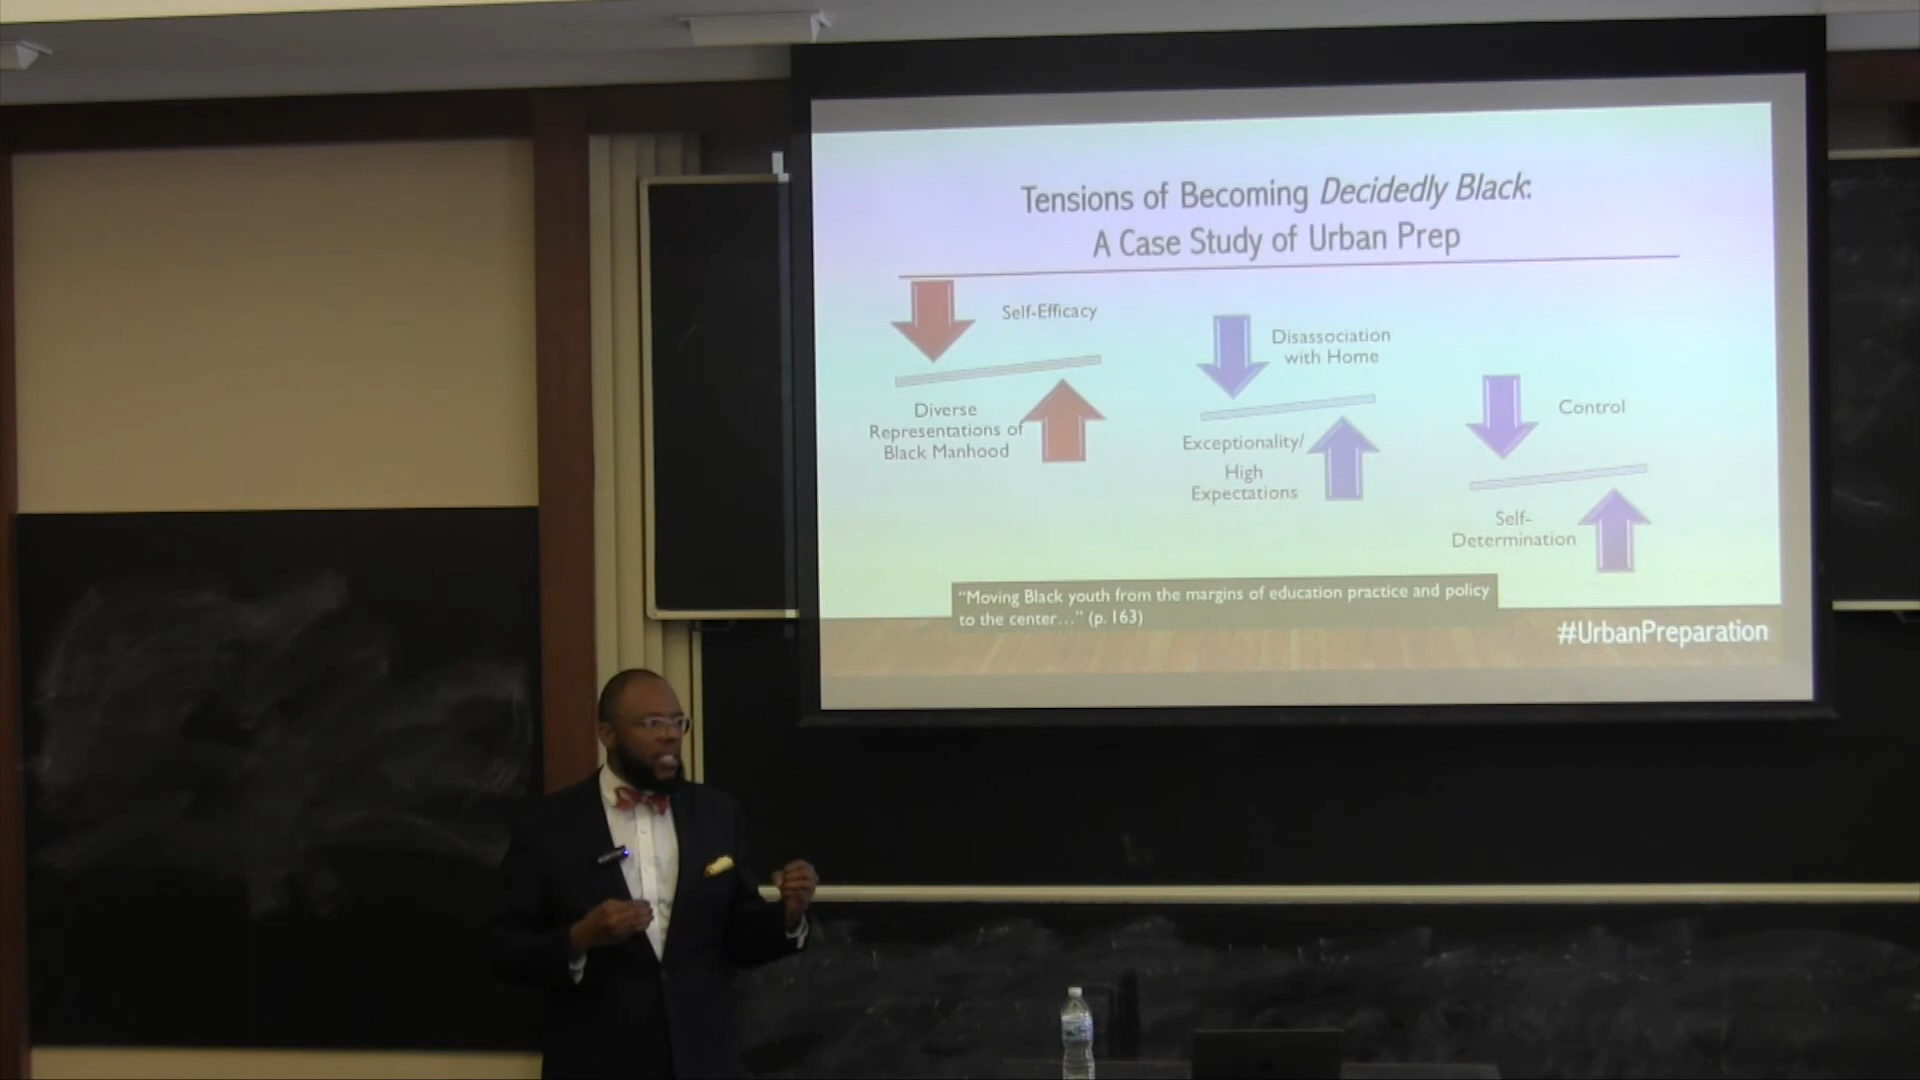 Tensions of Becoming Decidedly Black:
A Case Study of Urban Prep
Self-Efficacy
Diverse
Representations of
Black Manhood
Disassociation
with Home
Exceptionality/
High
Expectations
Control
Self-
Determination
“Moving Black youth from the margins of education practice and policy
to the center…” (p. 163)
#UrbanPreparation